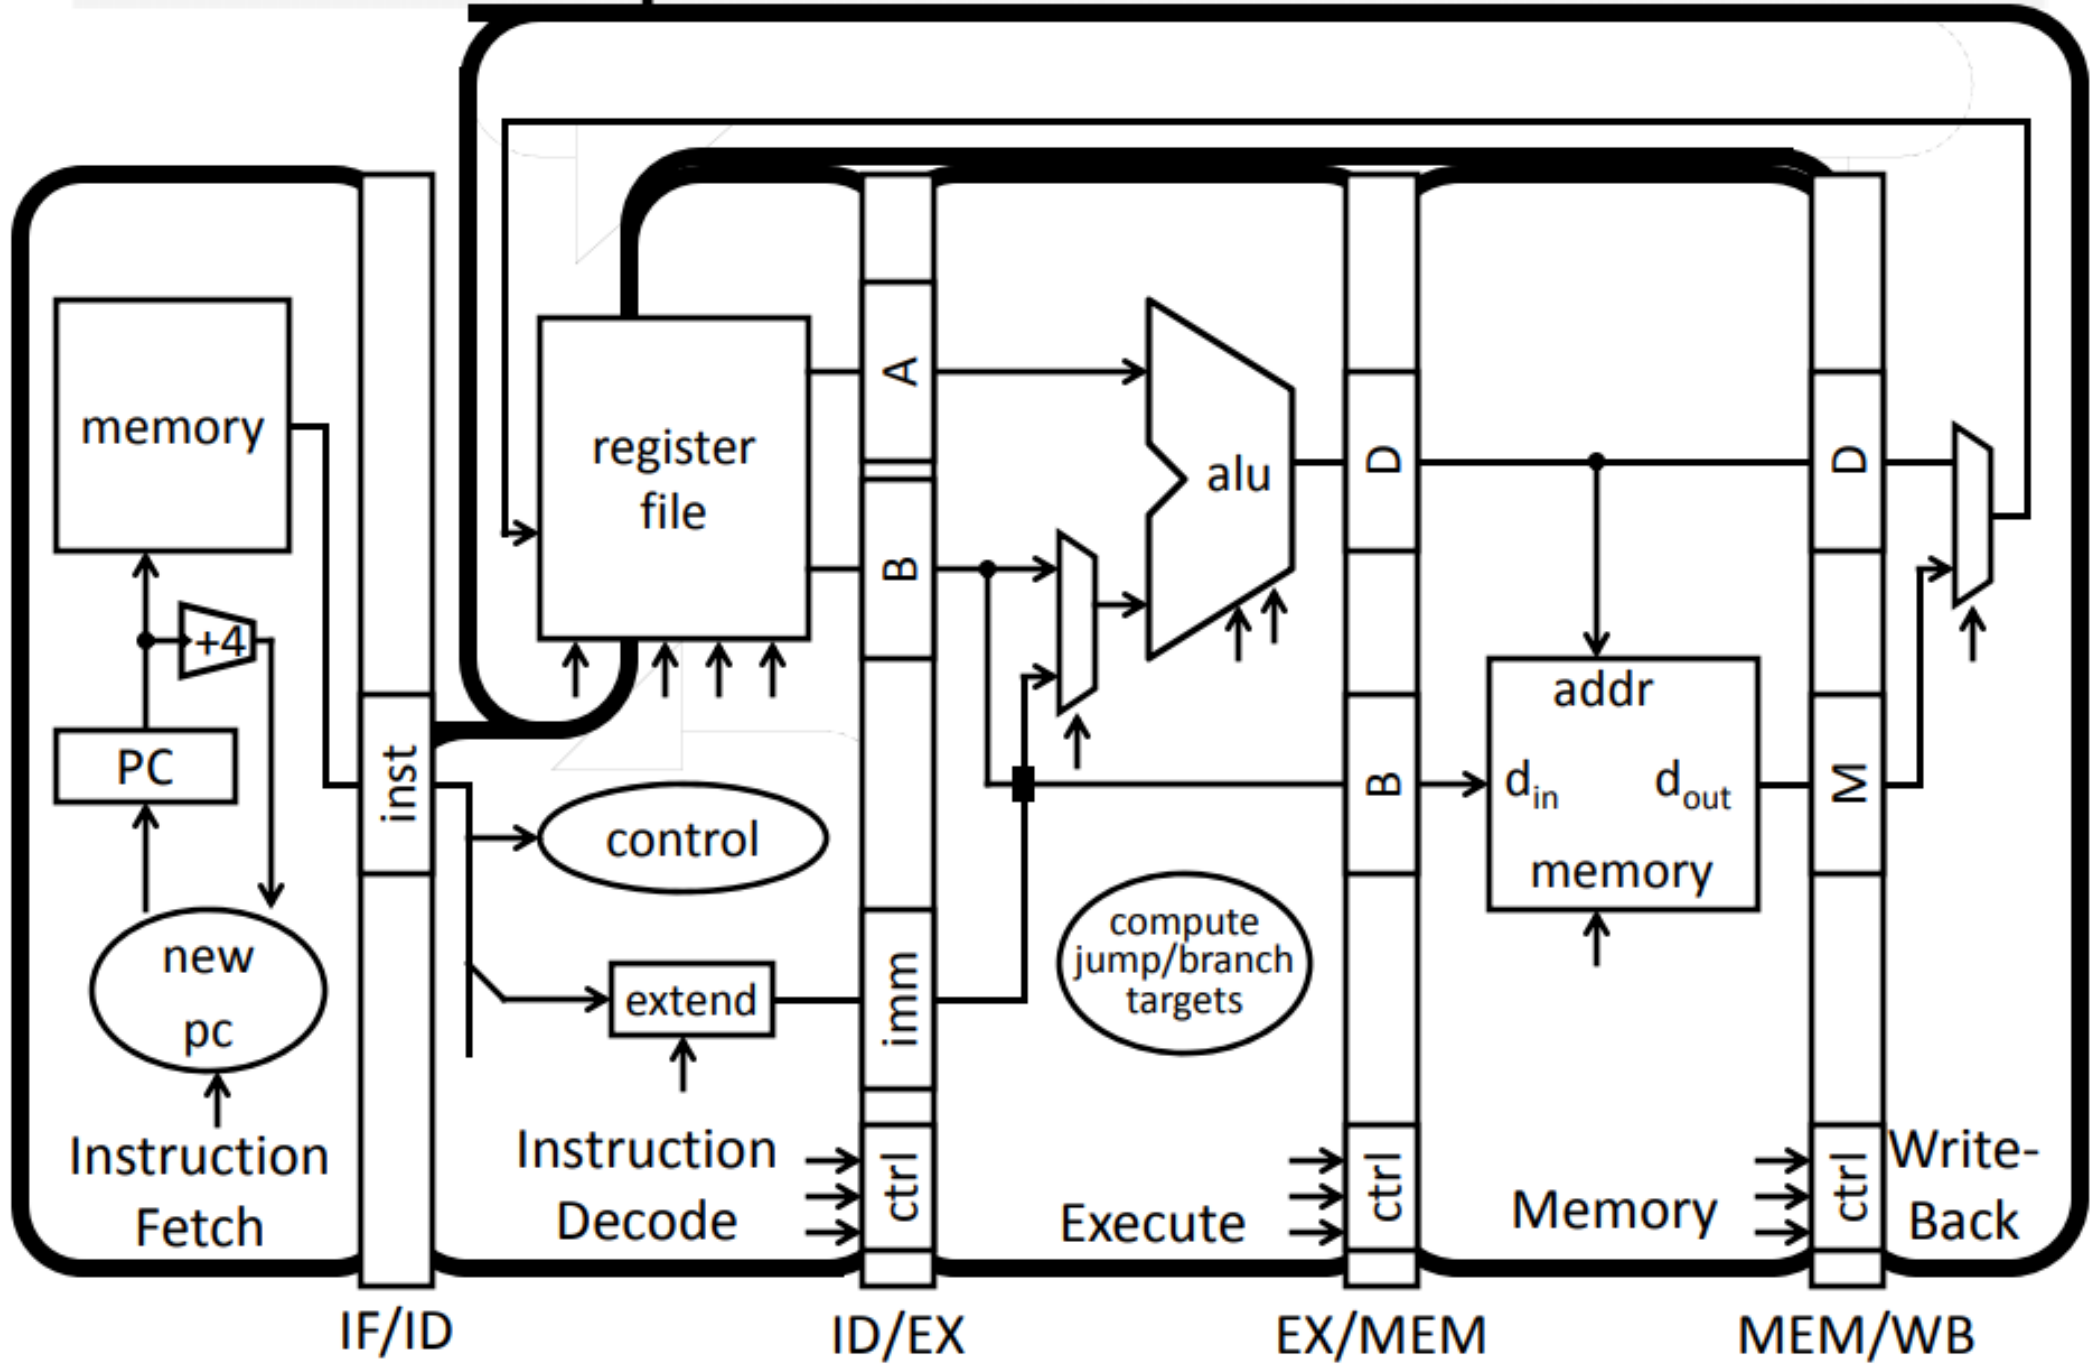 memory
+4
PC
new
pc
Instruction
Fetch
inst
IF/ID
register
file
control
extend
Instruction
Decode
A
B
imm
ctrl
ID/EX
alu
compute
jump/branch
targets
Execute
D
B
ctrl
EX/MEM
addr
din
dout
memory
Memory
D
M
ctrl
MEM/WB
Write-
Back